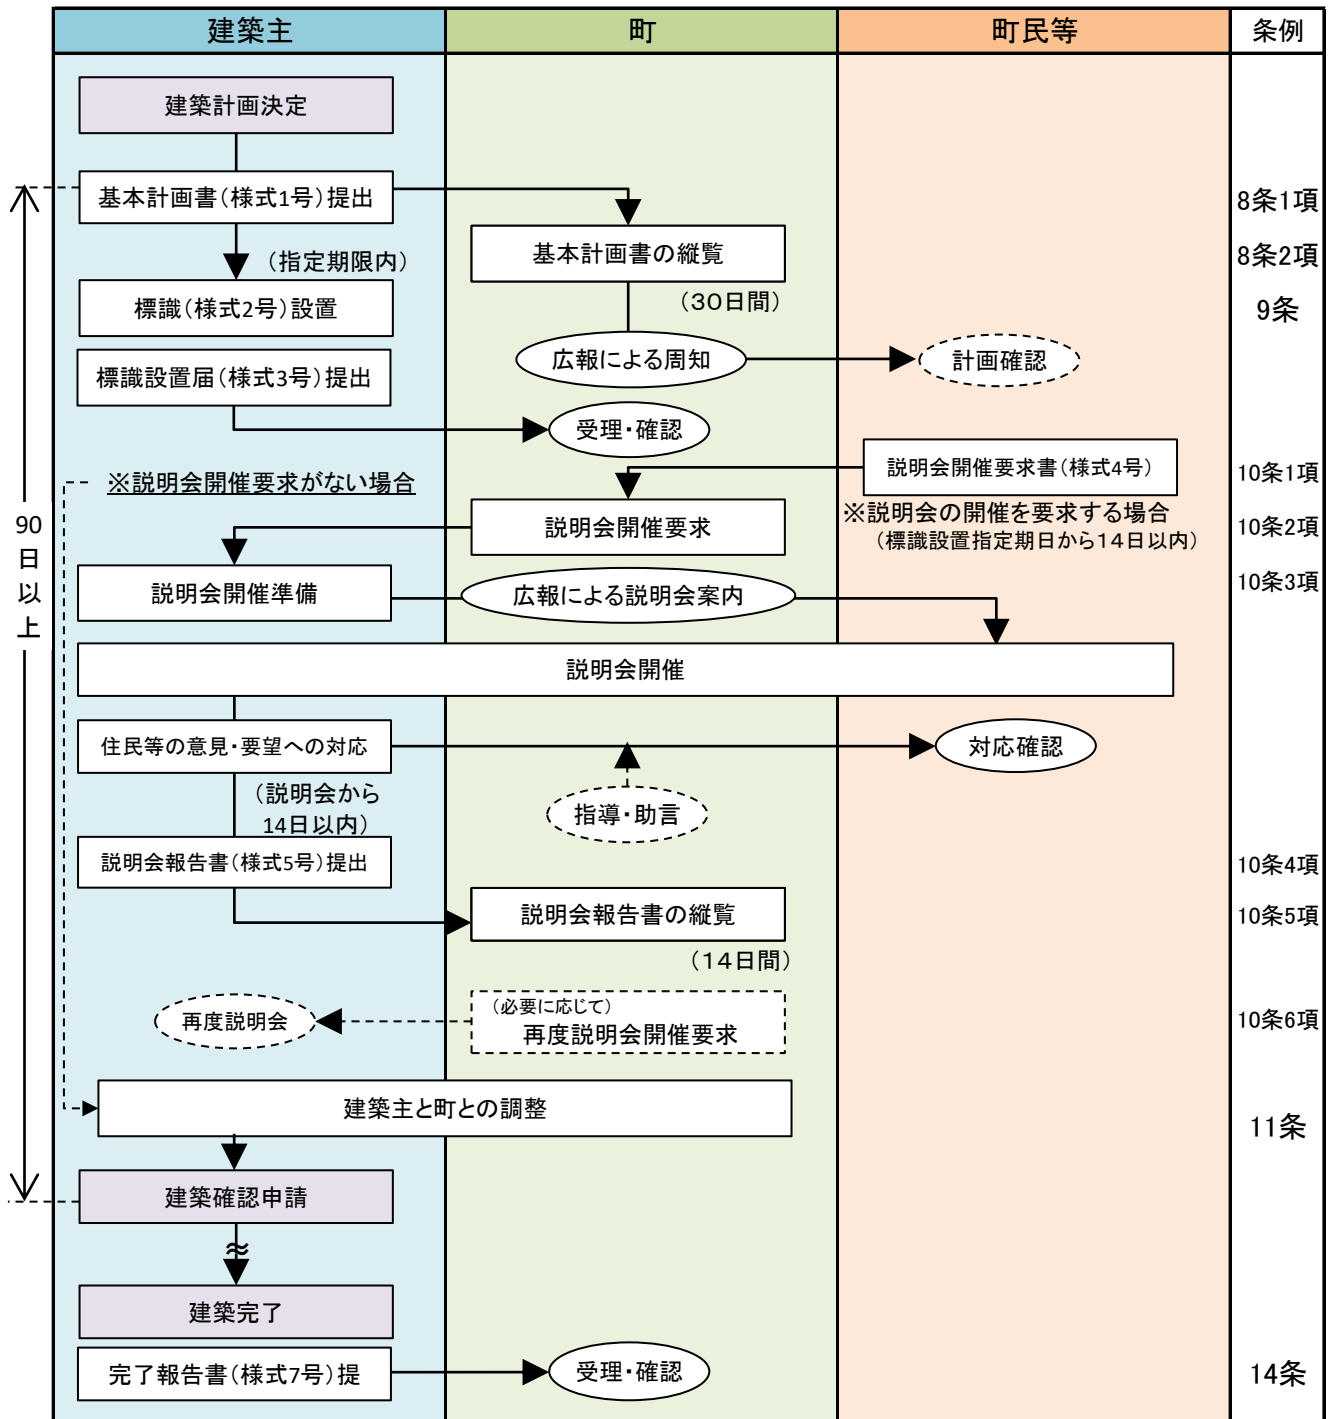 建築主 町 町民等 条例
建築計画決定
基本計画書(様式1号)提出
8条1項
(指定期限内)
基本計画書の縦覧
8条2項
標識(様式2号)設置
(30日間)
9条
広報による周知
計画確認
標識設置届(様式3号)提出
受理・確認
説明会開催要求書(様式4号)
10条1項
※説明会開催要求がない場合
※説明会の開催を要求する場合
(標識設置指定期日から14日以内)
説明会開催要求
10条2項
90
日
以
上
説明会開催準備
広報による説明会案内
10条3項
説明会開催
住民等の意見・要望への対応
対応確認
(説明会から
14日以内)
指導・助言
説明会報告書(様式5号)提出
10条4項
説明会報告書の縦覧
10条5項
(14日間)
再度説明会
(必要に応じて)
再度説明会開催要求
10条6項
建築主と町との調整
11条
建築確認申請
≈
建築完了
完了報告書(様式7号)提
受理・確認
14条